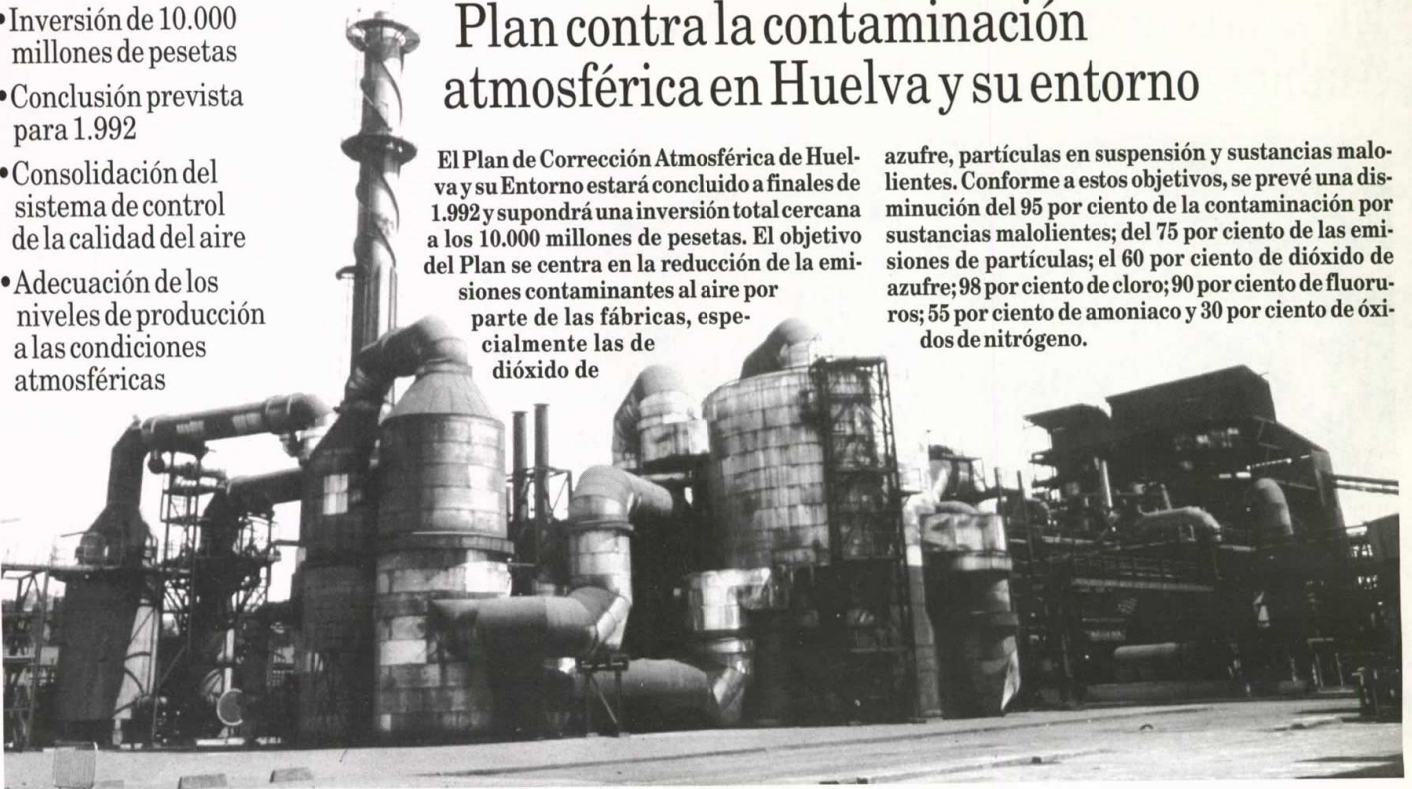 •Inversión de 10.000
millones de pesetas
•Conclusión prevista
para 1.992
•Consolidación del
sistema de control
de la calidad del aire
•Adecuación de los
niveles de producción
a las condiciones
atmosféricas
Plan contra la contaminación
atmosférica en Huelva y su entorno
El Plan de Corrección Atmosférica de Huel-
va y su Entorno estará concluido a finales de
1.992 y supondrá una inversión total cercana
a los 10.000 millones de pesetas. El objetivo
del Plan se centra en la reducción de la emi-
siones contaminantes al aire por
parte de las fábricas, espe-
cialmente las de
dióxido de
azufre, partículas en suspensión y sustancias malo-
lientes. Conforme a estos objetivos, se prevé una dis-
minución del 95 por ciento de la contaminación por
sustancias malolientes; del 75 por ciento de las emi-
siones de partículas; el 60 por ciento de dióxido de
azufre; 98 por ciento de cloro; 90 por ciento de fluoru-
ros; 55 por ciento de amoniaco y 30 por ciento de óxi-
dos de nitrógeno.